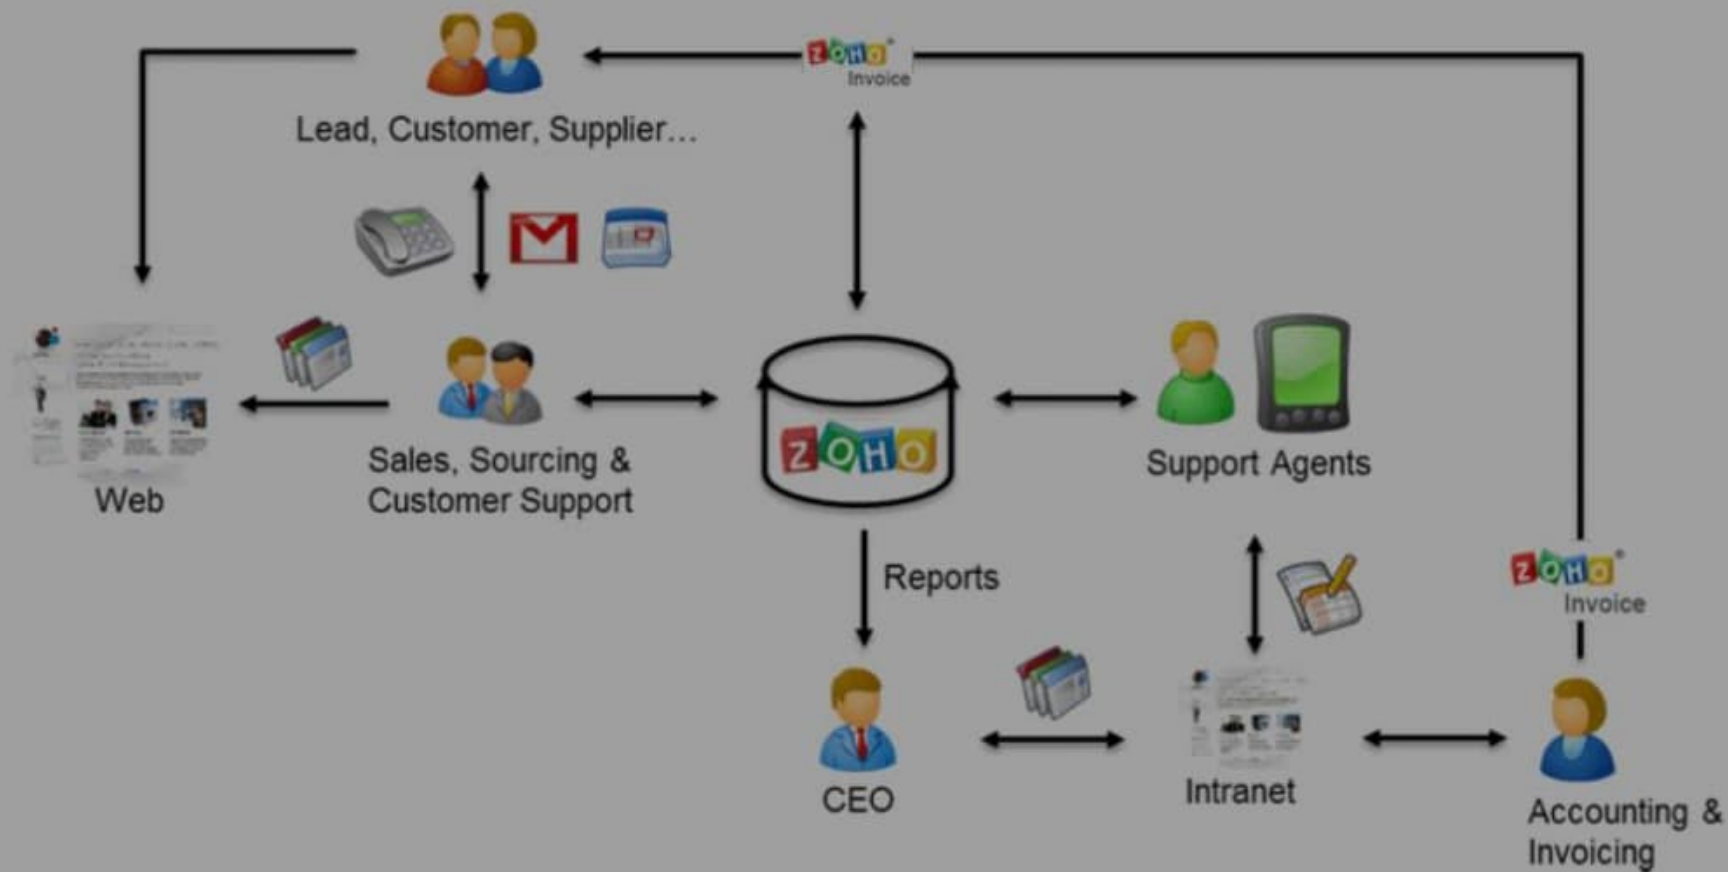 ZOHO
Invoice
Lead, Customer, Supplier...
Web
Sales, Sourcing &
Customer Support
ZOHO
Support Agents
Reports
ZOHO
Invoice
CEO
Intranet
Accounting &
Invoicing